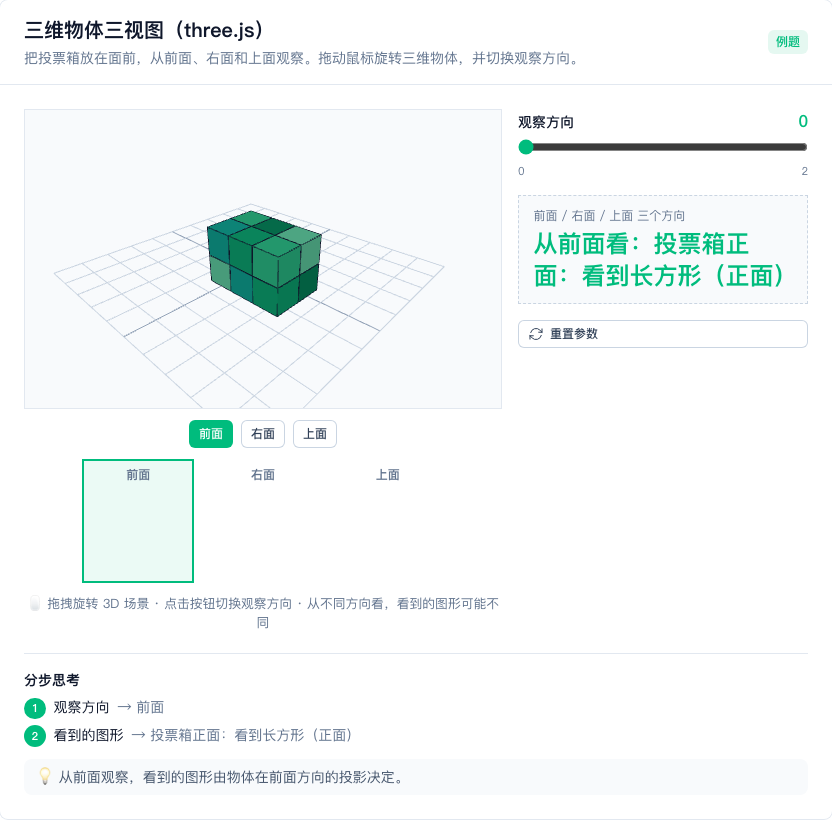 三维物体三视图（three.js）
把投票箱放在面前，从前面、右面和上面观察。拖动鼠标旋转三维物体，并切换观察方向。
例题
观察方向
0
0
2
前面 / 右面 / 上面 三个方向
从前面看：投票箱正
面：看到长方形（正面）
重置参数
前面
右面
上面
前面
右面
上面
拖拽旋转 3D 场景 · 点击按钮切换观察方向 · 从不同方向看，看到的图形可能不
同
分步思考
1 观察方向 → 前面
2 看到的图形 → 投票箱正面：看到长方形（正面）
从前面观察，看到的图形由物体在前面方向的投影决定。